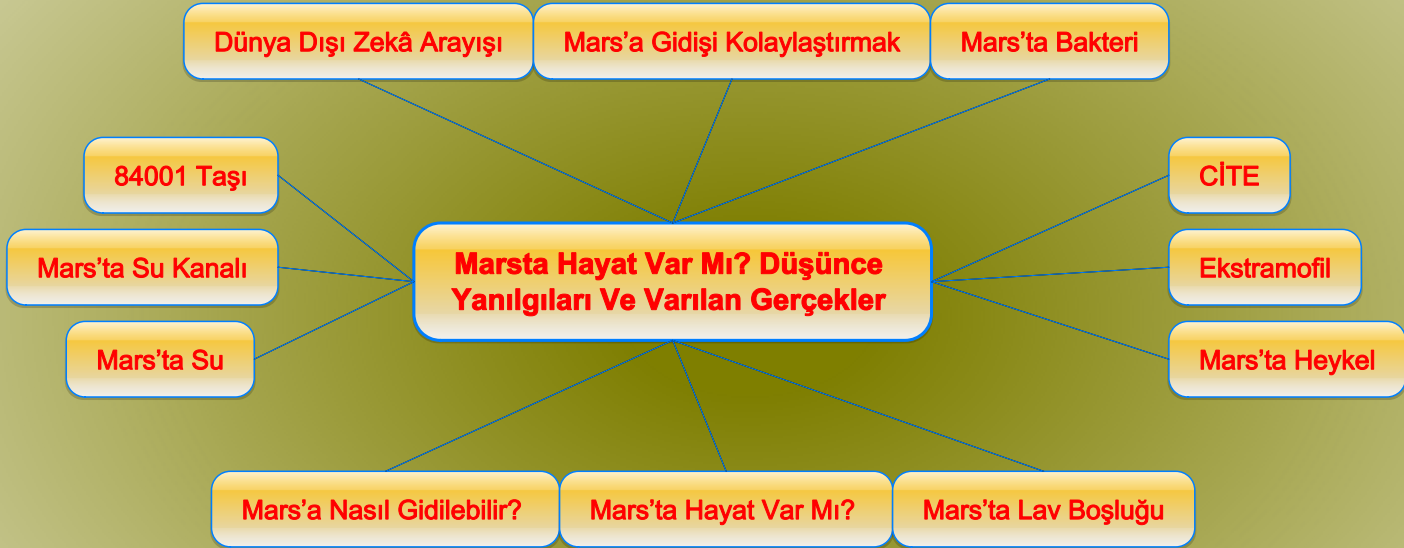 Dünya Dışı Zekâ Arayışı
Mars’a Gidişi Kolaylaştırmak
Mars’ta Bakteri
84001 Taşı
CİTE
Mars’ta Su Kanalı
Marsta Hayat Var Mı? Düşünce
Yanılgıları Ve Varılan Gerçekler
Ekstramofil
Mars’ta Su
Mars’ta Heykel
Mars’a Nasıl Gidilebilir?
Mars’ta Hayat Var Mı?
Mars’ta Lav Boşluğu